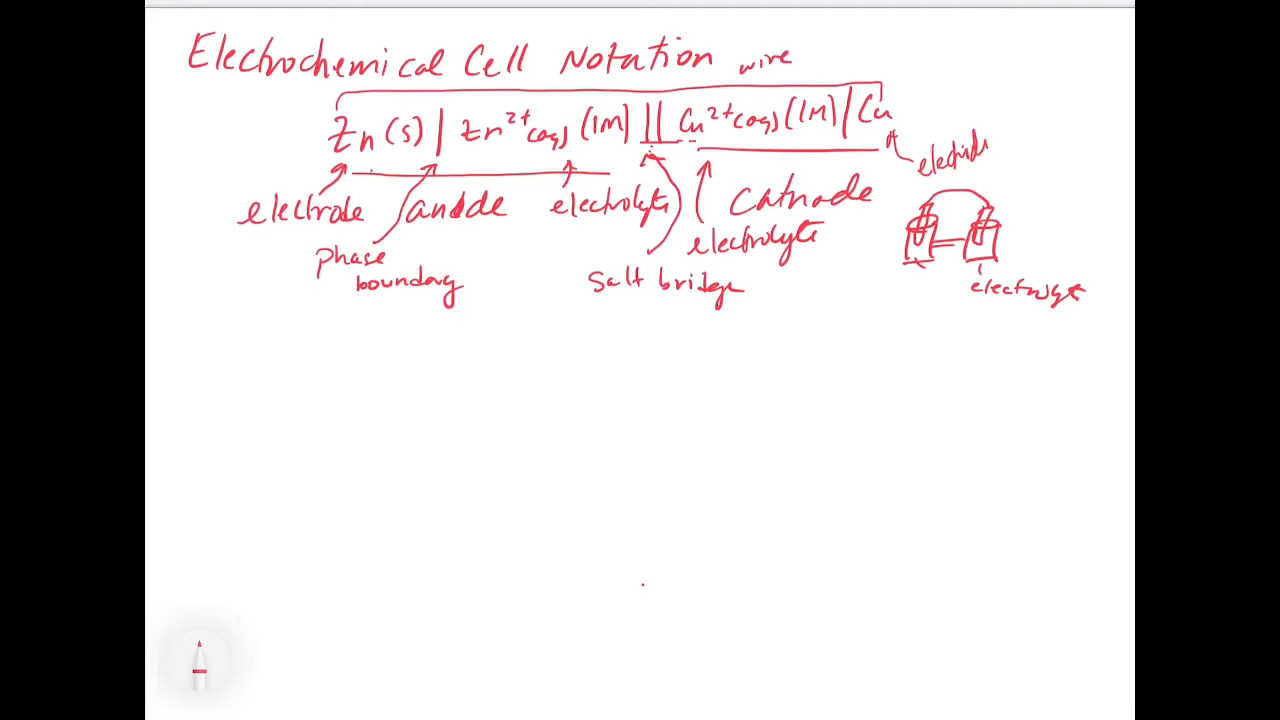 Electrochemical Cell Notation wire
Zn(s) | Zn²⁺(aq) (1M) || Cu²⁺(aq) (1M) | Cu
electrode
electrode anode electrolyte cathode
electrolyte
phase
boundary
salt bridge
electrolyte